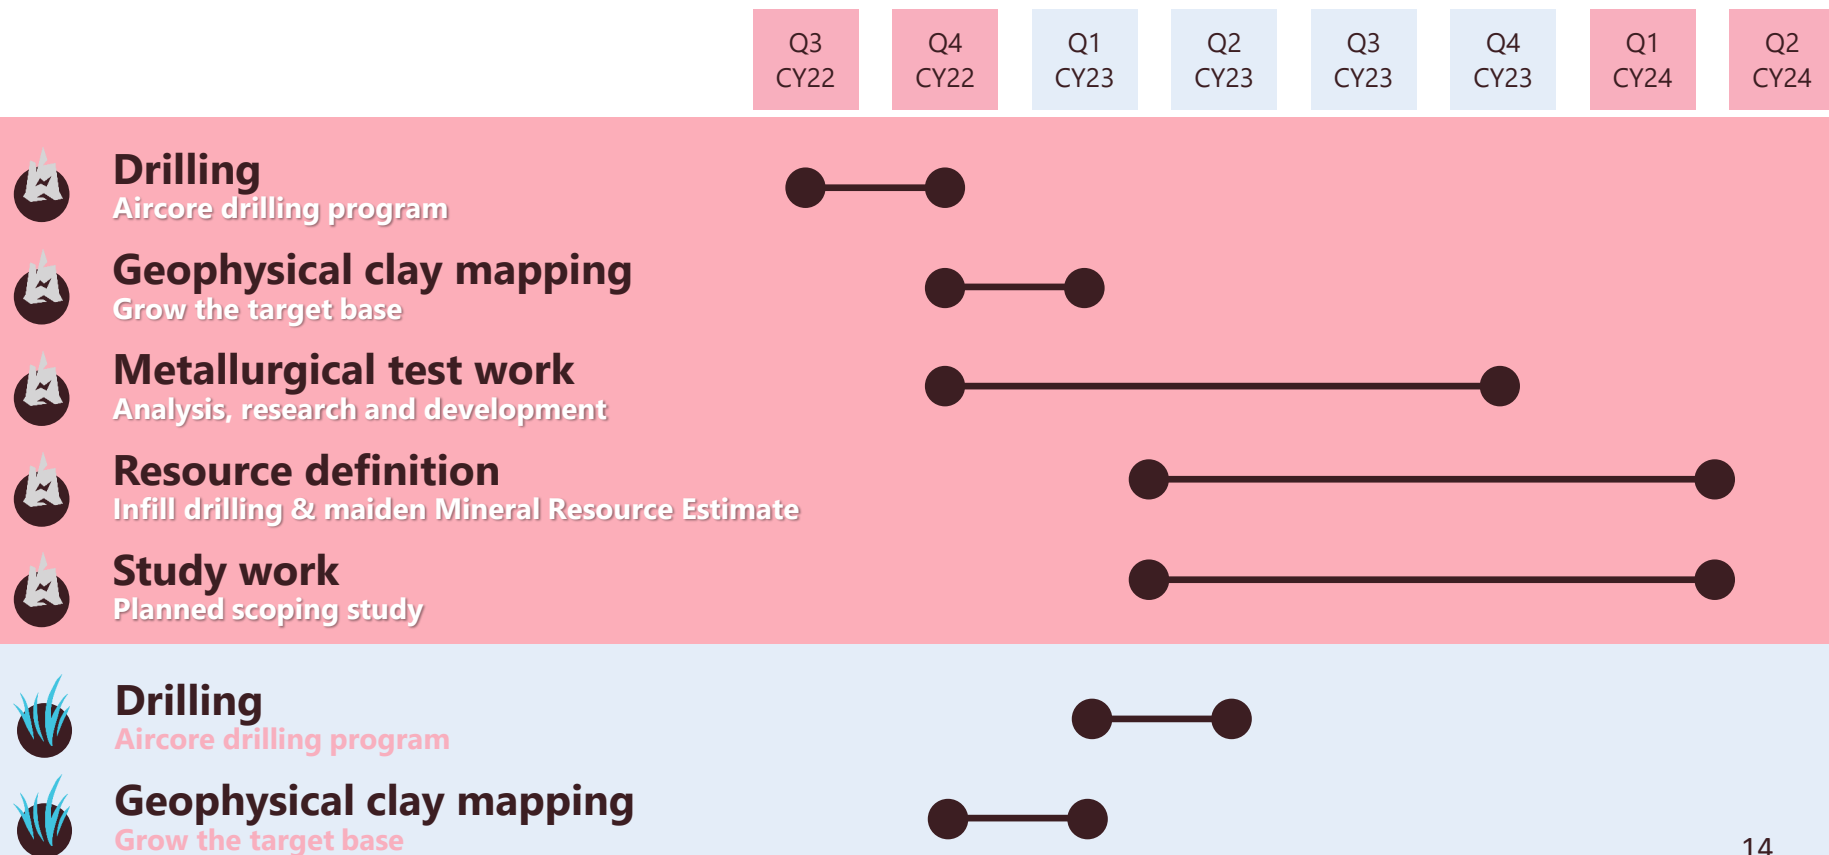 Q3 Q4 Q1 Q2 Q3 Q4 Q1 Q2
CY22 CY22 CY23 CY23 CY23 CY23 CY24 CY24
Drilling
Aircore drilling program
Geophysical clay mapping
Grow the target base
Metallurgical test work
Analysis, research and development
Resource definition
Infill drilling & maiden Mineral Resource Estimate
Study work
Planned scoping study
Drilling
Aircore drilling program
Geophysical clay mapping
Grow the target base
14